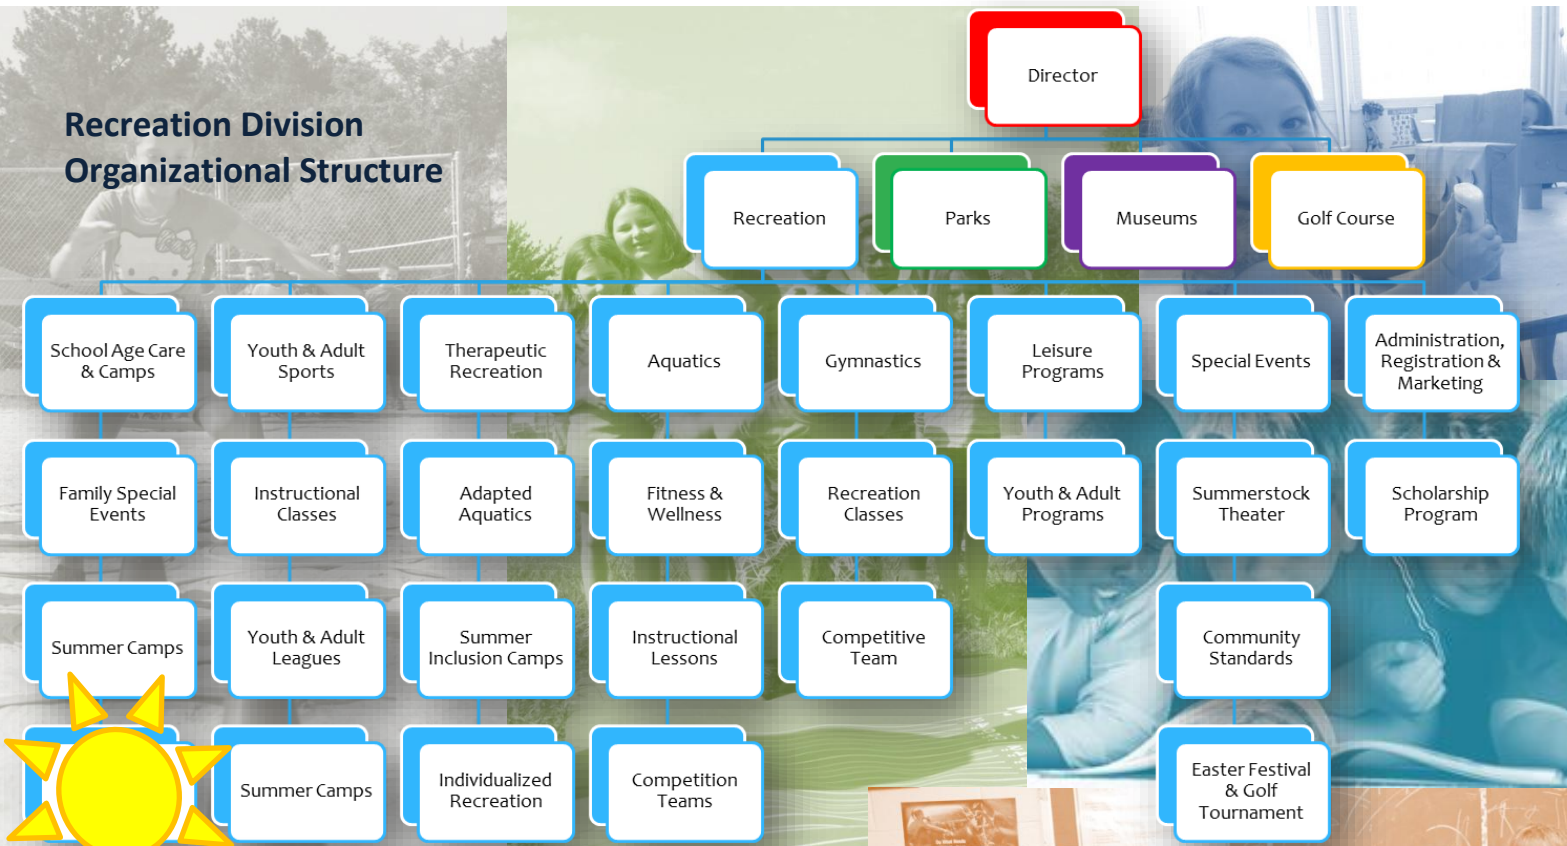 Recreation Division
Organizational Structure
Director
Recreation
Parks
Museums
Golf Course
School Age Care
& Camps
Youth & Adult
Sports
Therapeutic
Recreation
Aquatics
Gymnastics
Leisure
Programs
Special Events
Administration,
Registration &
Marketing
Family Special
Events
Instructional
Classes
Adapted
Aquatics
Fitness &
Wellness
Recreation
Classes
Youth & Adult
Programs
Summerstock
Theater
Scholarship
Program
Summer Camps
Youth & Adult
Leagues
Summer
Inclusion Camps
Instructional
Lessons
Competitive
Team
Community
Standards
Summer Camps
Individualized
Recreation
Competition
Teams
Easter Festival
& Golf
Tournament